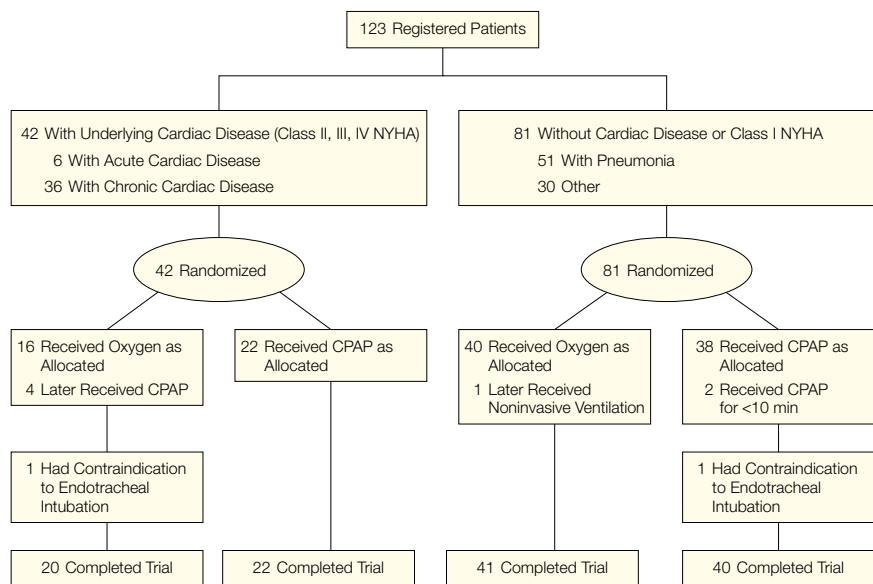 123 Registered Patients
42 With Underlying Cardiac Disease (Class II, III, IV NYHA)
6 With Acute Cardiac Disease
36 With Chronic Cardiac Disease
81 Without Cardiac Disease or Class I NYHA
51 With Pneumonia
30 Other
42 Randomized
81 Randomized
16 Received Oxygen as
Allocated
4 Later Received CPAP
22 Received CPAP as
Allocated
40 Received Oxygen as
Allocated
1 Later Received
Noninvasive Ventilation
38 Received CPAP as
Allocated
2 Received CPAP
for <10 min
1 Had Contraindication
to Endotracheal
Intubation
1 Had Contraindication
to Endotracheal
Intubation
20 Completed Trial
22 Completed Trial
41 Completed Trial
40 Completed Trial